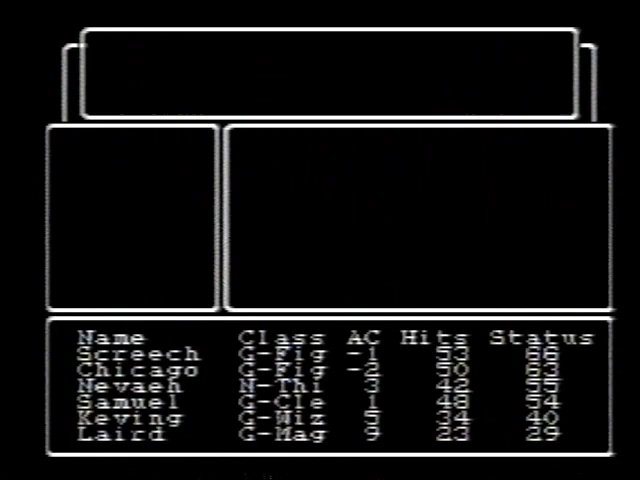 Name Class AC Hits Status
Screech G-Fig -1 53 66
Chicago G-Fig -2 50 63
Nevaeh N-Thi 3 42 55
Samuel G-Cle 1 48 54
Keving G-Wiz 5 34 40
Laird G-Mag 9 23 29